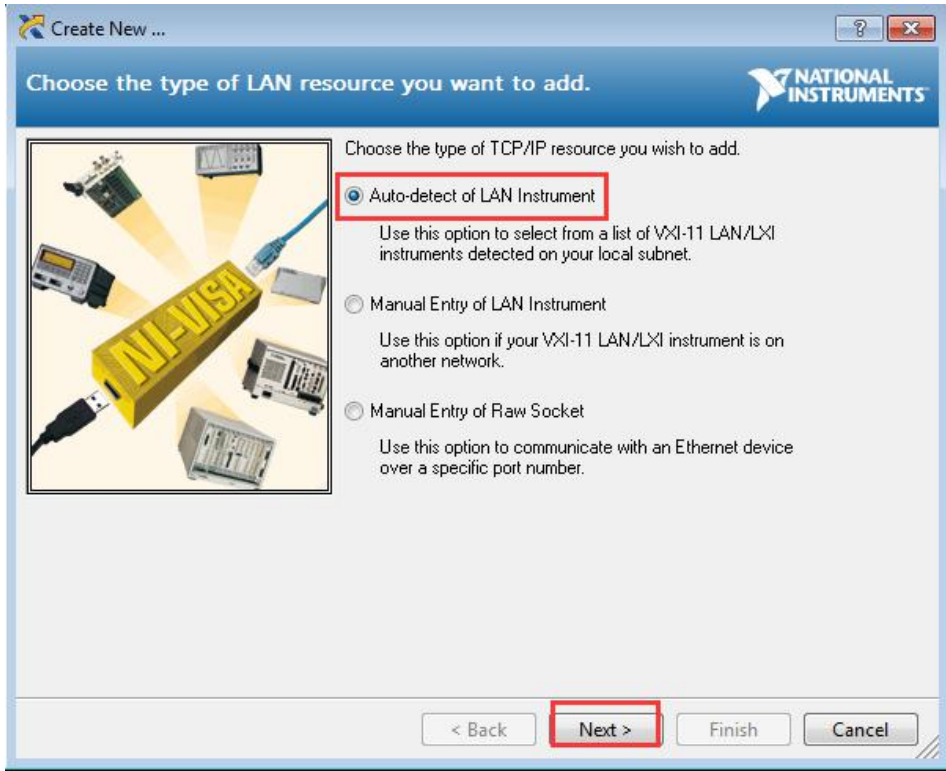 Create New ...
Choose the type of LAN resource you want to add.
NATIONAL
INSTRUMENTS
Choose the type of TCP/IP resource you wish to add.
Auto-detect of LAN Instrument
Use this option to select from a list of VXI-11 LAN/LXI
instruments detected on your local subnet.
Manual Entry of LAN Instrument
Use this option if your VXI-11 LAN/LXI instrument is on
another network.
Manual Entry of Raw Socket
Use this option to communicate with an Ethernet device
over a specific port number.
NI-VISA
< Back
Next >
Finish
Cancel